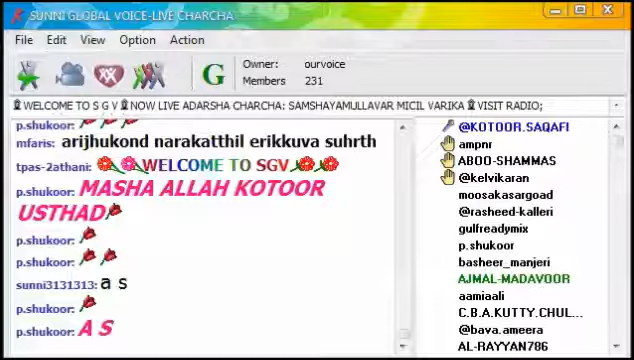 SUNNI GLOBAL VOICE-LIVE CHARCHA
File Edit View Option Action
G
Owner: ourvoice
Members 231
WELCOME TO S G V NOW LIVE ADARSHA CHARCHA: SAMSHAYAMULLAVAR MICIL VARIKA VISIT RADIO;
p.shukoor:
mfaris: arijhukond narakatthil erikkuva suhrth
tpas-2athani: WELCOME TO SGV
p.shukoor: MASHA ALLAH KOTOOR
USTHAD
p.shukoor:
p.shukoor:
sunni3131313: a s
p.shukoor:
p.shukoor: A S
@KOTOOR.SAQAFI
ampnr
ABOO-SHAMMAS
@kelvikaran
moosakasargoad
@rasheed-kalleri
gulfreadymix
p.shukoor
basheer_manjeri
AJMAL-MADAVOOR
aamiaali
C.B.A.KUTTY.CHUL...
@bava.ameera
AL-RAYYAN786